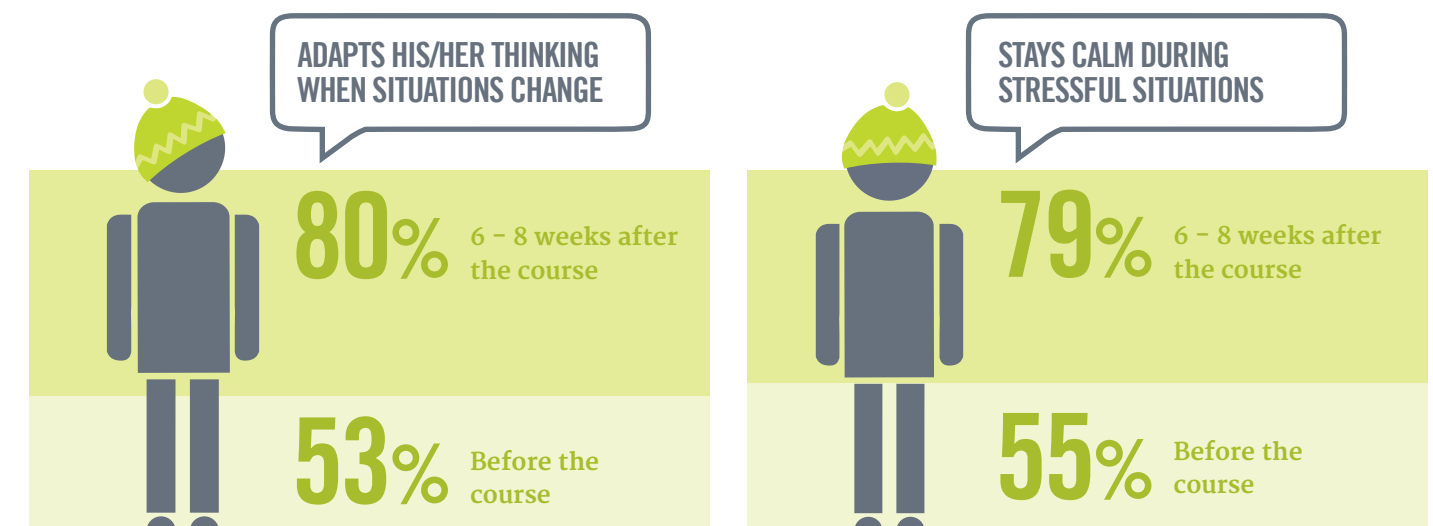 ADAPTS HIS/HER THINKING
WHEN SITUATIONS CHANGE
80% 6 – 8 weeks after
the course
53% Before the
course
STAYS CALM DURING
STRESSFUL SITUATIONS
79% 6 – 8 weeks after
the course
55% Before the
course